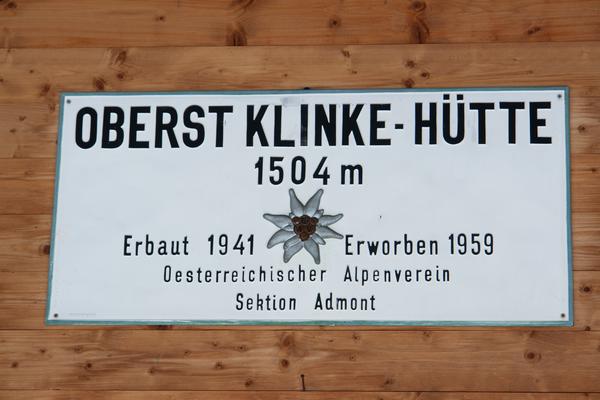 OBERST KLINKE-HÜTTE
1504 m
Erbaut 1941 Erworben 1959
Oesterreichischer Alpenverein
Sektion Admont